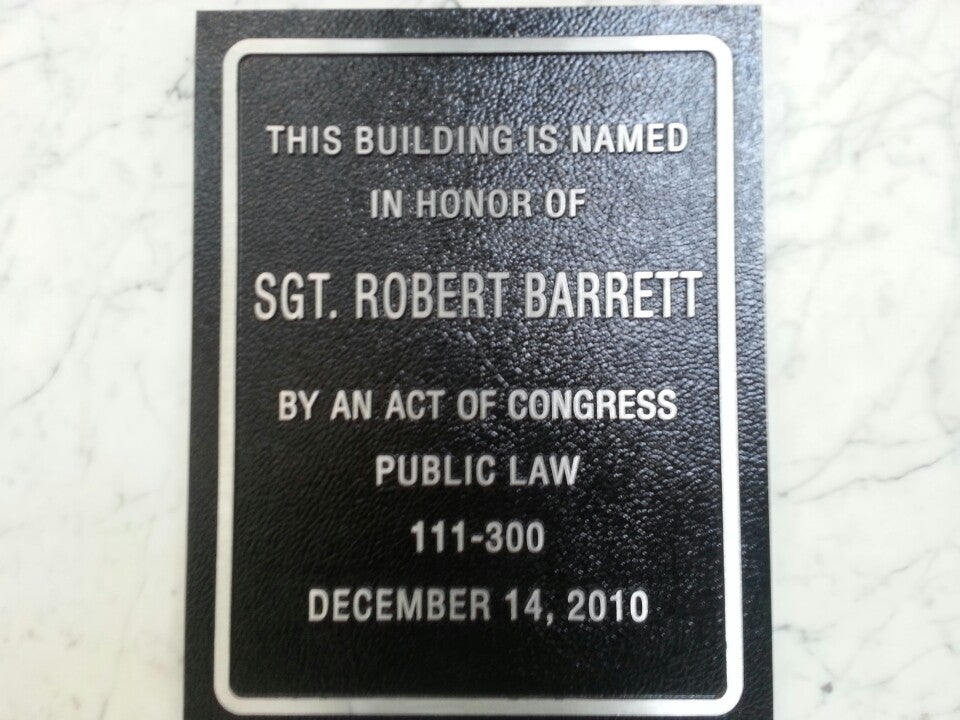 THIS BUILDING IS NAMED
IN HONOR OF
SGT. ROBERT BARRETT
BY AN ACT OF CONGRESS
PUBLIC LAW
111-300
DECEMBER 14, 2010